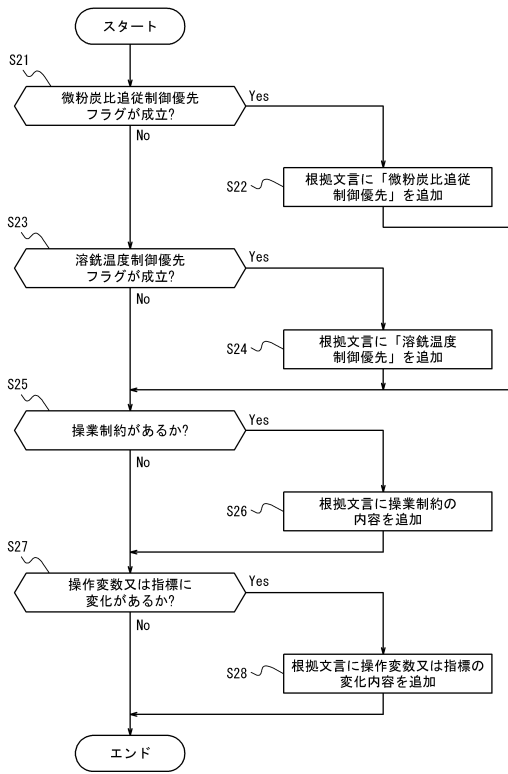 スタート
S21
微粉炭比追従制御優先
フラグが成立?
Yes
No
S22
根拠文言に「微粉炭比追従
制御優先」を追加
S23
溶銑温度制御優先
フラグが成立?
Yes
No
S24
根拠文言に「溶銑温度
制御優先」を追加
S25
操業制約があるか?
Yes
No
S26
根拠文言に操業制約の
内容を追加
S27
操作変数又は指標に
変化があるか?
Yes
No
S28
根拠文言に操作変数又は指標の
変化内容を追加
エンド